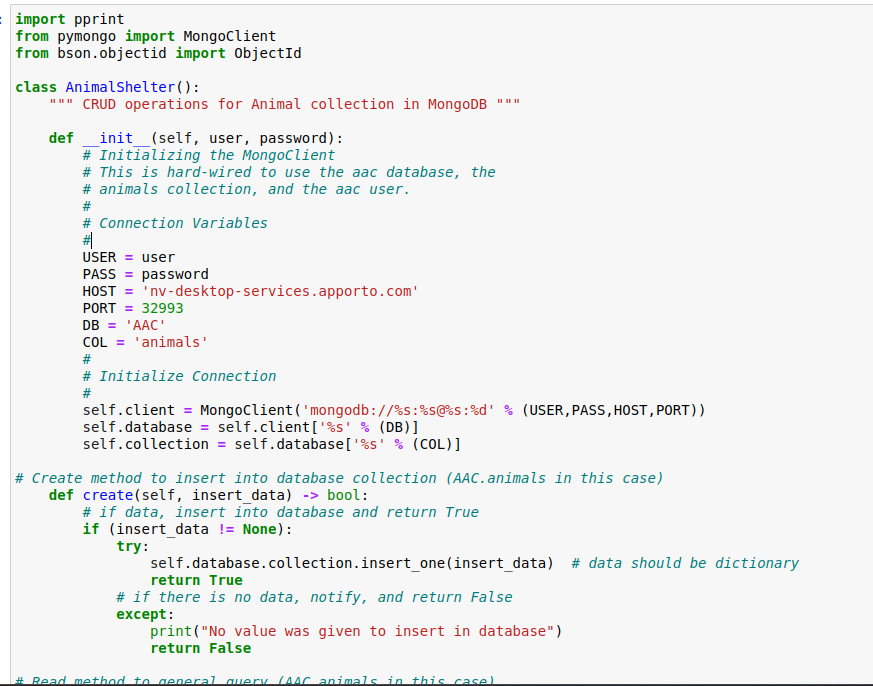 import pprint
from pymongo import MongoClient
from bson.objectid import ObjectId

class AnimalShelter():
    """ CRUD operations for Animal collection in MongoDB """

    def __init__(self, user, password):
        # Initializing the MongoClient
        # This is hard-wired to use the aac database, the
        # animals collection, and the aac user.
        #
        # Connection Variables
        #
        USER = user
        PASS = password
        HOST = 'nv-desktop-services.apporto.com'
        PORT = 32993
        DB = 'AAC'
        COL = 'animals'
        #
        # Initialize Connection
        #
        self.client = MongoClient('mongodb://%s:%s@%s:%d' % (USER,PASS,HOST,PORT))
        self.database = self.client['%s' % (DB)]
        self.collection = self.database['%s' % (COL)]

# Create method to insert into database collection (AAC.animals in this case)
    def create(self, insert_data) -> bool:
        # if data, insert into database and return True
        if (insert_data != None):
            try:
                self.database.collection.insert_one(insert_data)  # data should be dictionary
                return True
            # if there is no data, notify, and return False
            except:
                print("No value was given to insert in database")
                return False

# Read method to general query (AAC.animals in this case)